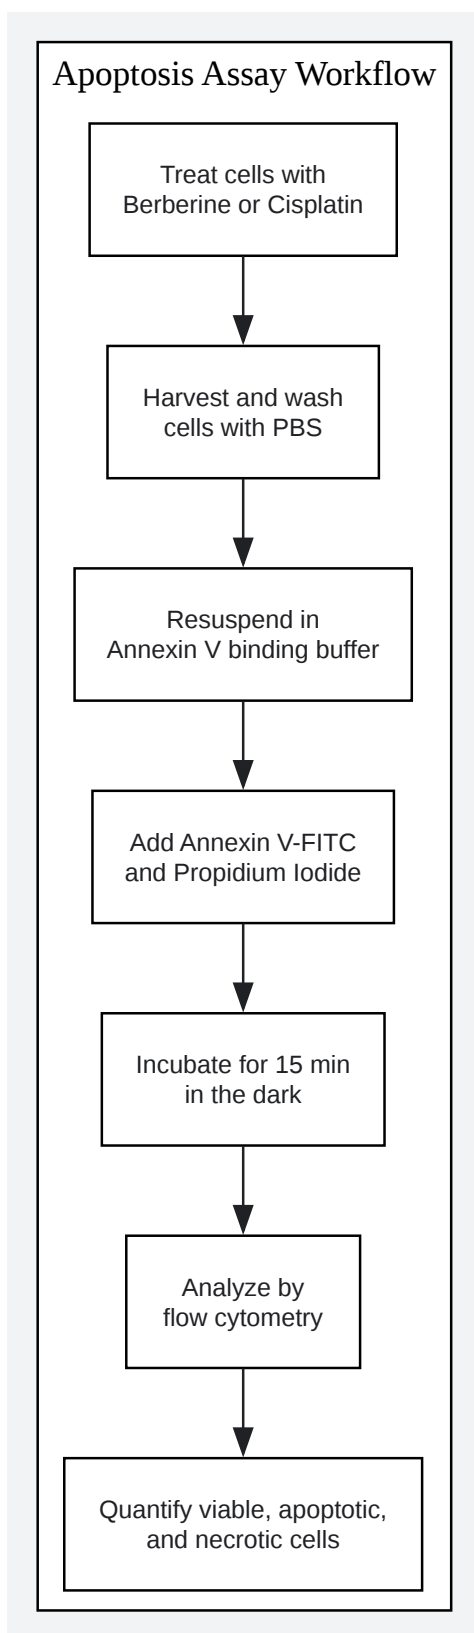 Apoptosis Assay Workflow
Treat cells with
Berberine or Cisplatin
Harvest and wash
cells with PBS
Resuspend in
Annexin V binding buffer
Add Annexin V-FITC
and Propidium Iodide
Incubate for 15 min
in the dark
Analyze by
flow cytometry
Quantify viable, apoptotic,
and necrotic cells